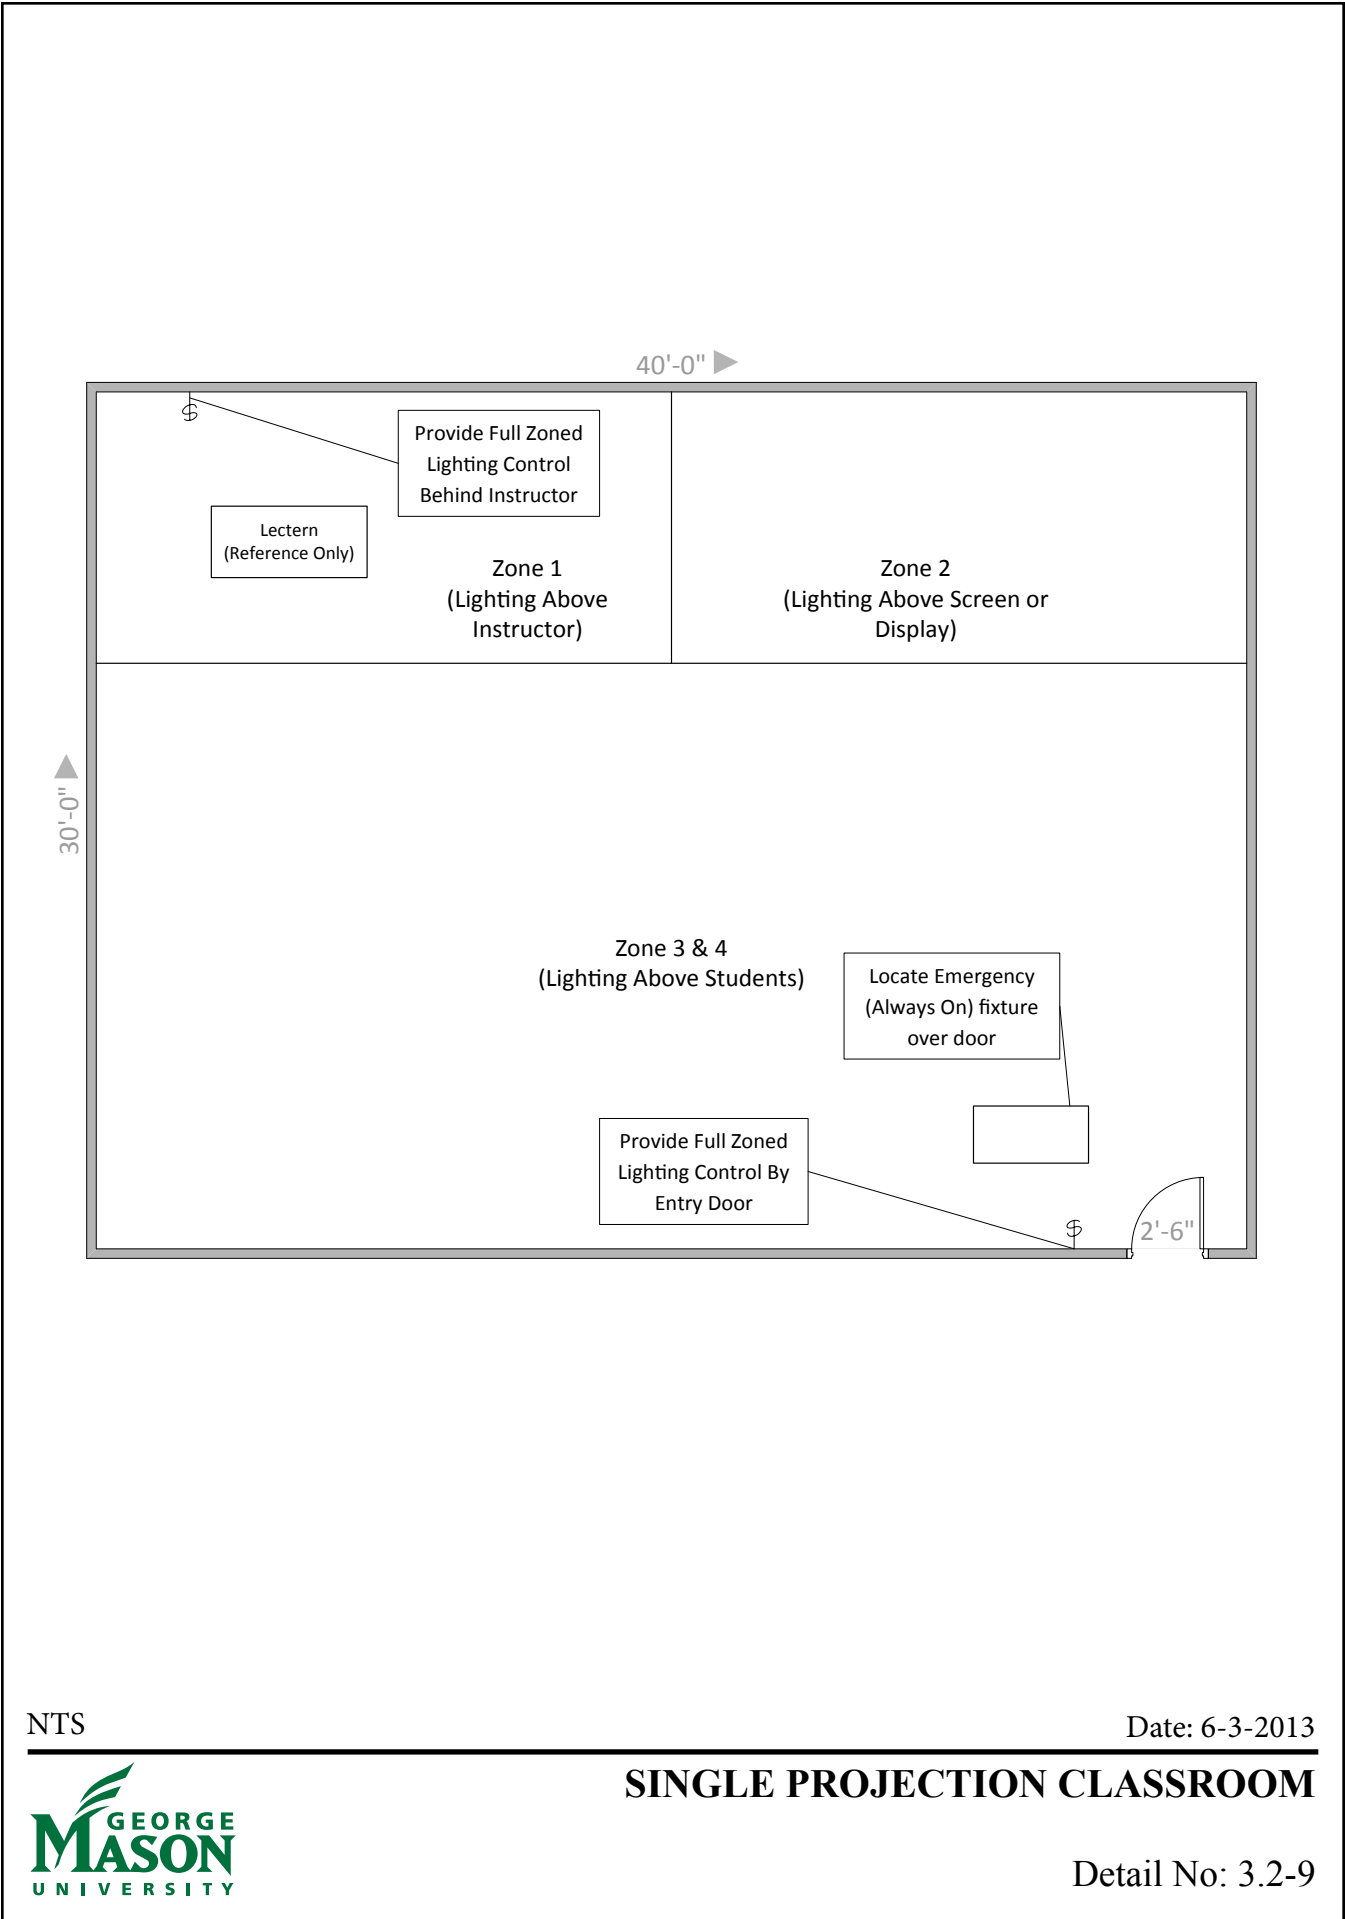 40'-0"
Provide Full Zoned
Lighting Control
Behind Instructor
Lectern
(Reference Only)
Zone 1
(Lighting Above
Instructor)
Zone 2
(Lighting Above Screen or
Display)
30'-0"
Zone 3 & 4
(Lighting Above Students)
Locate Emergency
(Always On) fixture
over door
Provide Full Zoned
Lighting Control By
Entry Door
2'-6"
NTS
Date: 6-3-2013
SINGLE PROJECTION CLASSROOM
GEORGE
MASON
UNIVERSITY
Detail No: 3.2-9